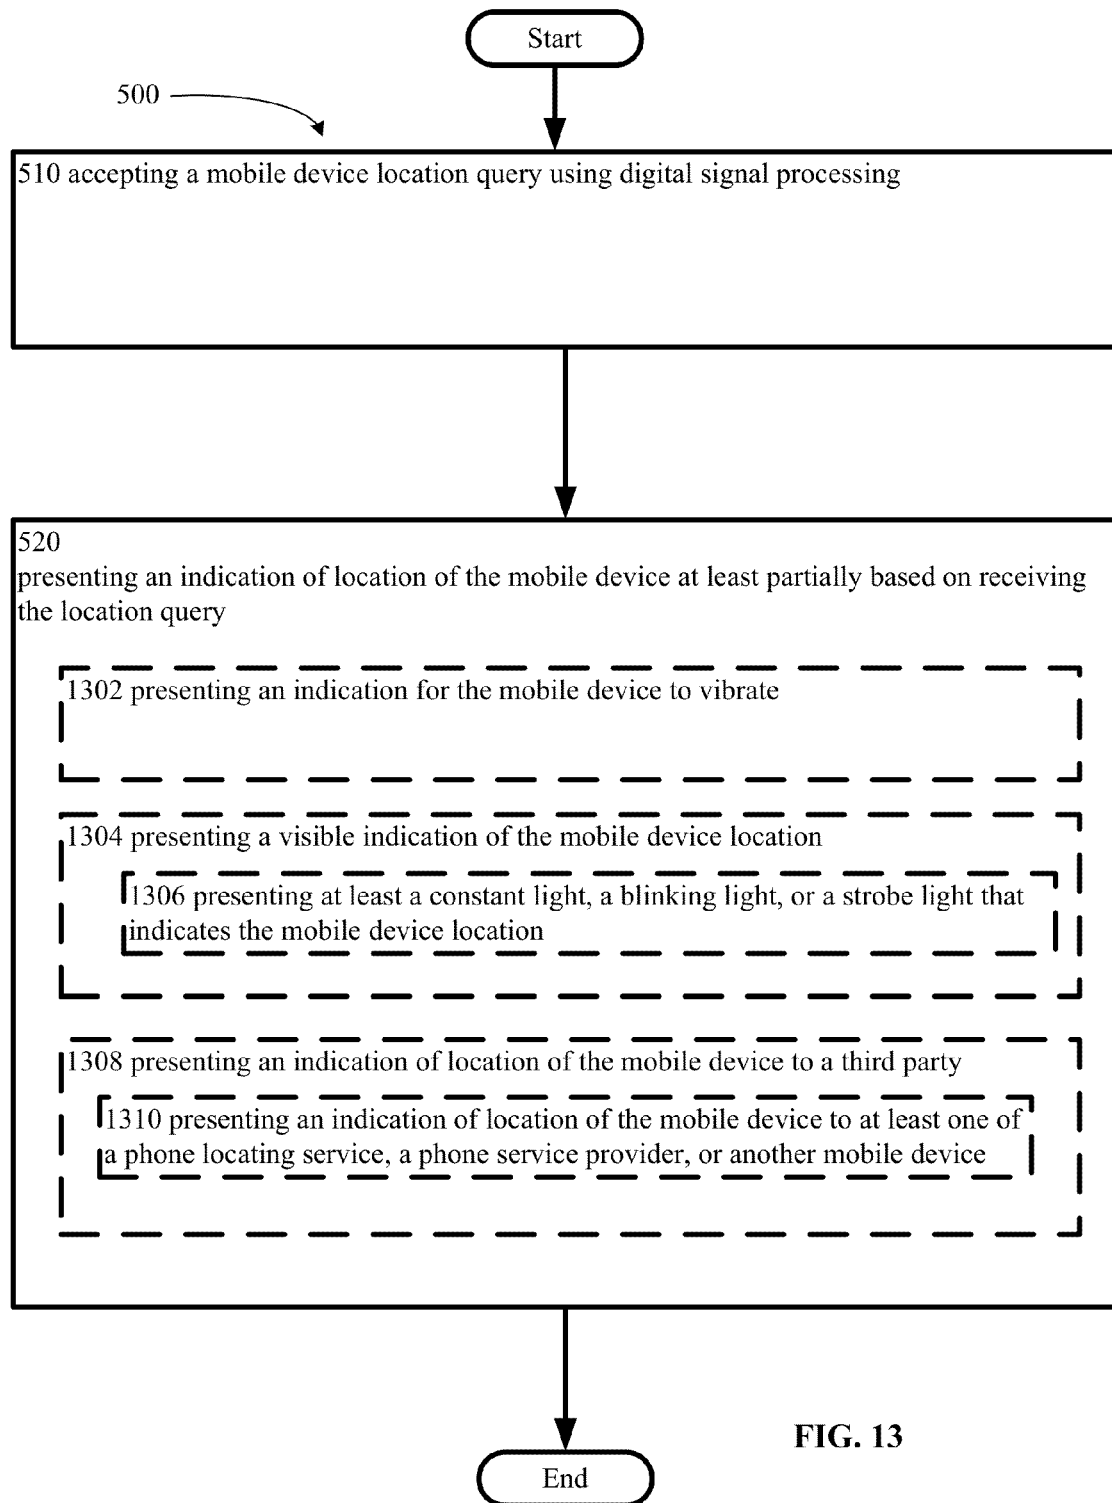 Start
500
510 accepting a mobile device location query using digital signal processing
520
presenting an indication of location of the mobile device at least partially based on receiving
the location query
1302 presenting an indication for the mobile device to vibrate
1304 presenting a visible indication of the mobile device location
1306 presenting at least a constant light, a blinking light, or a strobe light that
indicates the mobile device location
1308 presenting an indication of location of the mobile device to a third party
1310 presenting an indication of location of the mobile device to at least one of
a phone locating service, a phone service provider, or another mobile device
FIG. 13
End